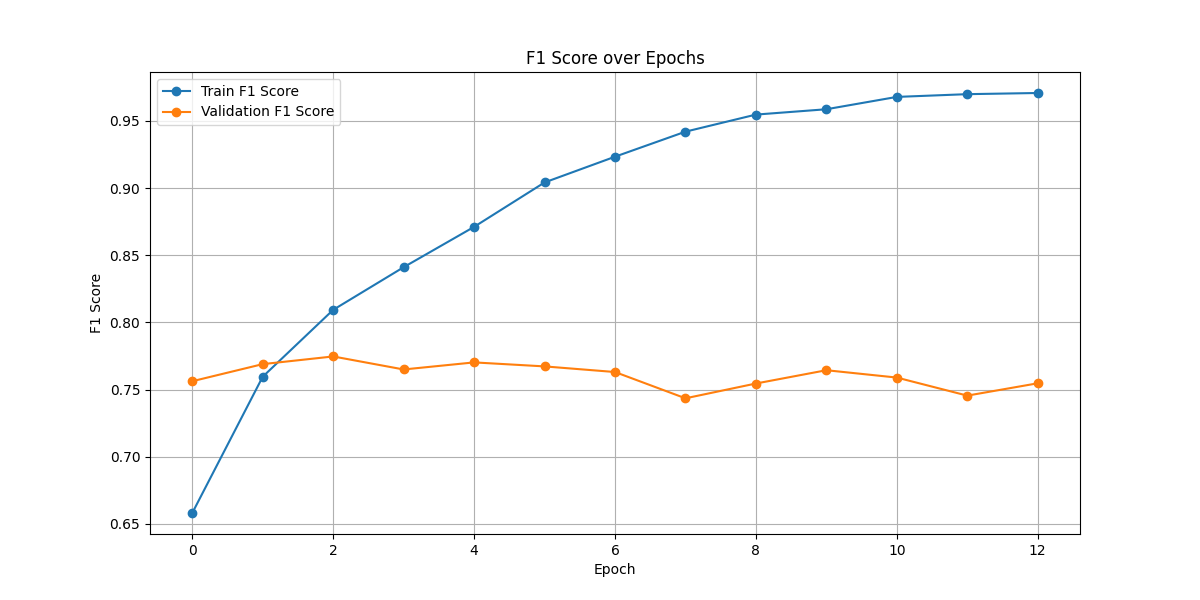 F1 Score over Epochs
Train F1 Score
Validation F1 Score
0.95
0.90
0.85
0.80
0.75
0.70
0.65
F1 Score
0 2 4 6 8 10 12
Epoch